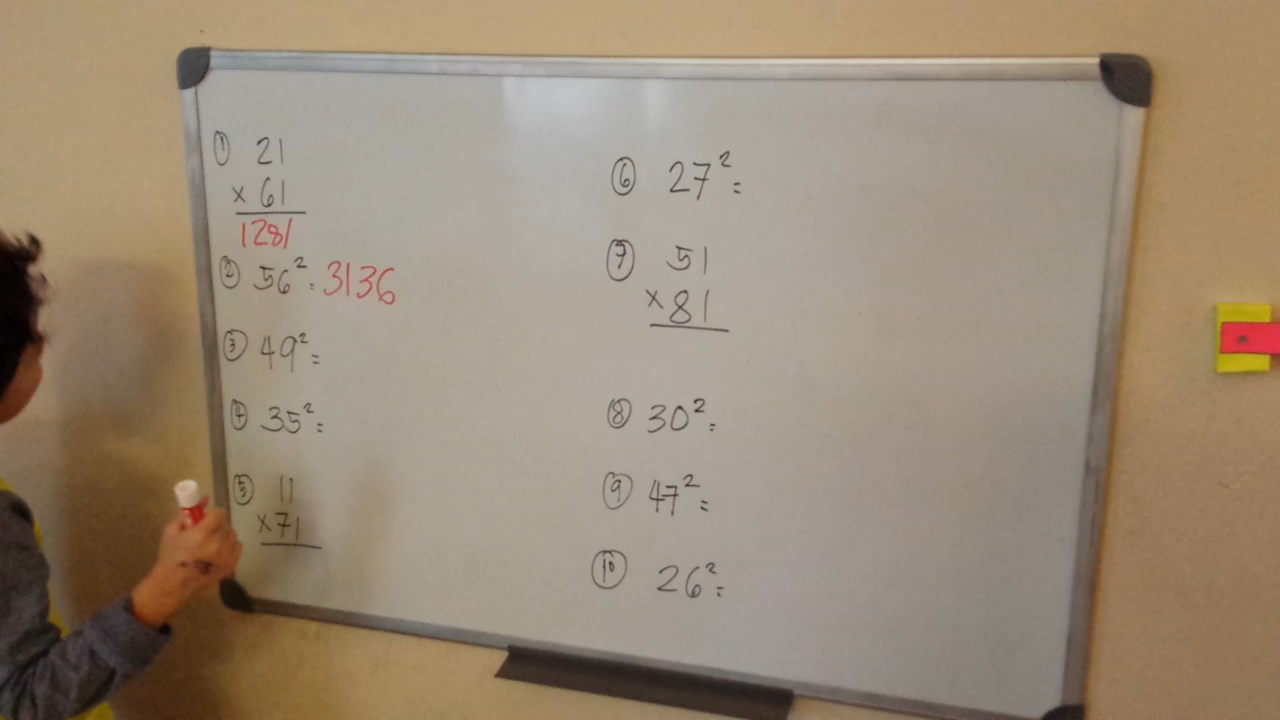 ① 21
× 61
1281
② 56² = 3136
③ 49² =
④ 35² =
⑤ 11
× 71
⑥ 27² =
⑦ 51
× 81
⑧ 30² =
⑨ 47² =
⑩ 26² =